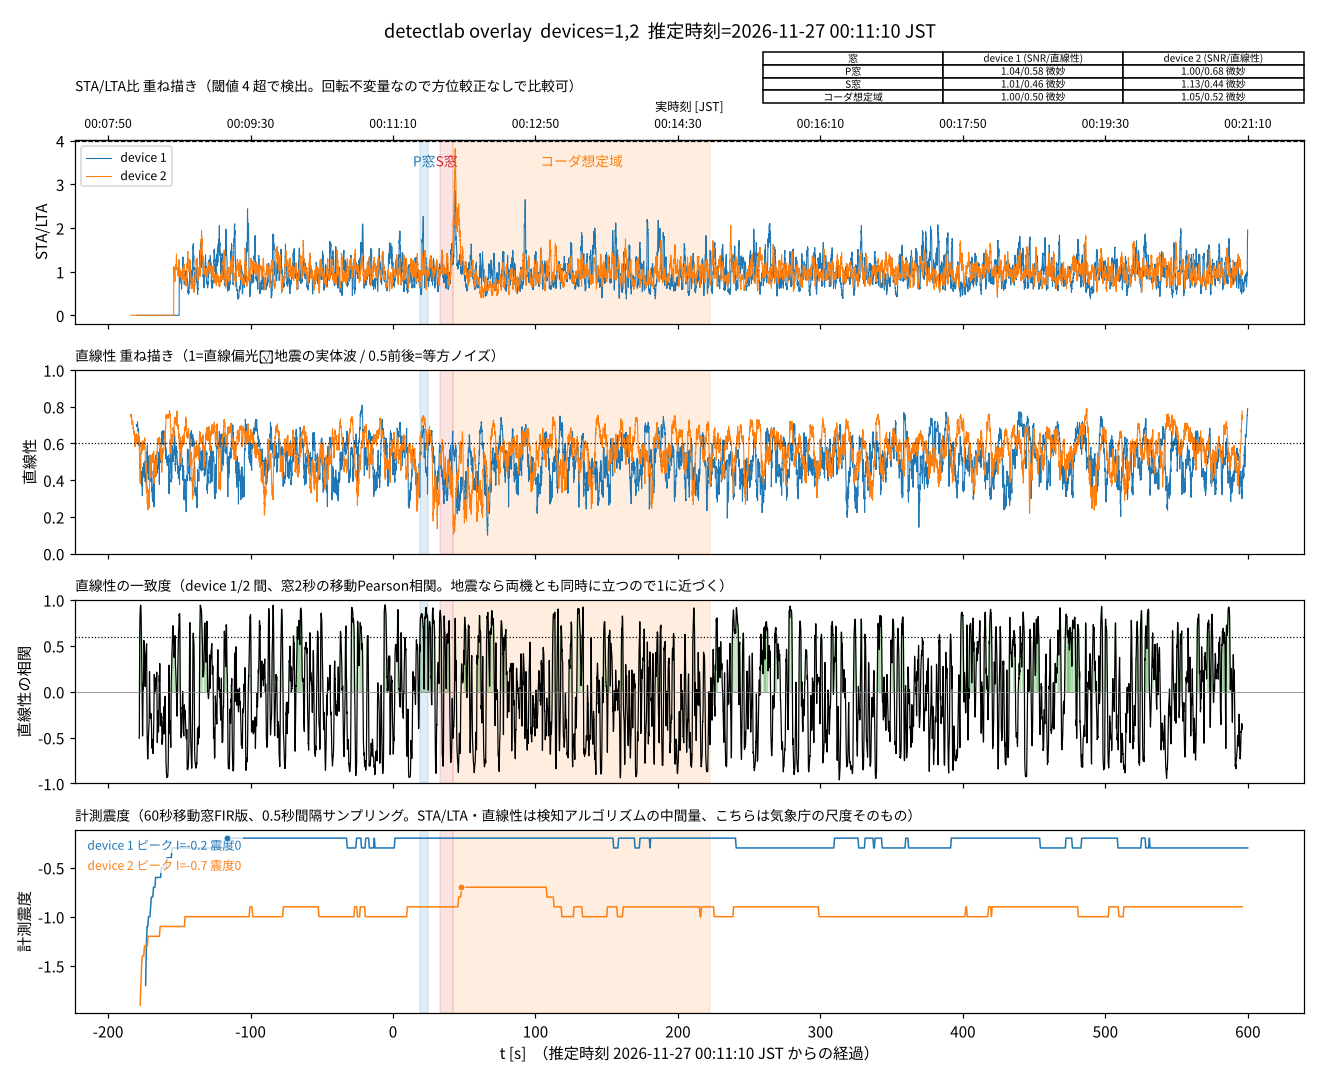 detectlab overlay devices=1,2 推定時刻=2026-11-27 00:11:10 JST
窓 device 1 (SNR/直線性) device 2 (SNR/直線性)
P窓 1.04/0.58 微妙 1.00/0.68 微妙
S窓 1.01/0.46 微妙 1.13/0.44 微妙
コーダ想定域 1.00/0.50 微妙 1.05/0.52 微妙
STA/LTA比 重ね描き（閾値 4 超で検出。回転不変量なので方位較正なしで比較可）
実時刻 [JST]
00:07:50 00:09:30 00:11:10 00:12:50 00:14:30 00:16:10 00:17:50 00:19:30 00:21:10
STA/LTA
4
3
2
1
0
device 1
device 2
P窓 S窓 コーダ想定域
直線性 重ね描き（1=直線偏光 地震の実体波 / 0.5前後=等方ノイズ）
直線性
1.0
0.8
0.6
0.4
0.2
0.0
直線性の一致度（device 1/2 間、窓2秒の移動Pearson相関。地震なら両機とも同時に立つので1に近づく）
直線性の相関
1.0
0.5
0.0
-0.5
-1.0
計測震度（60秒移動窓FIR版、0.5秒間隔サンプリング。STA/LTA・直線性は検知アルゴリズムの中間量、こちらは気象庁の尺度そのもの）
計測震度
device 1 ピーク I=-0.2 震度0
device 2 ピーク I=-0.7 震度0
-0.5
-1.0
-1.5
-200 -100 0 100 200 300 400 500 600
t [s] （推定時刻 2026-11-27 00:11:10 JST からの経過）